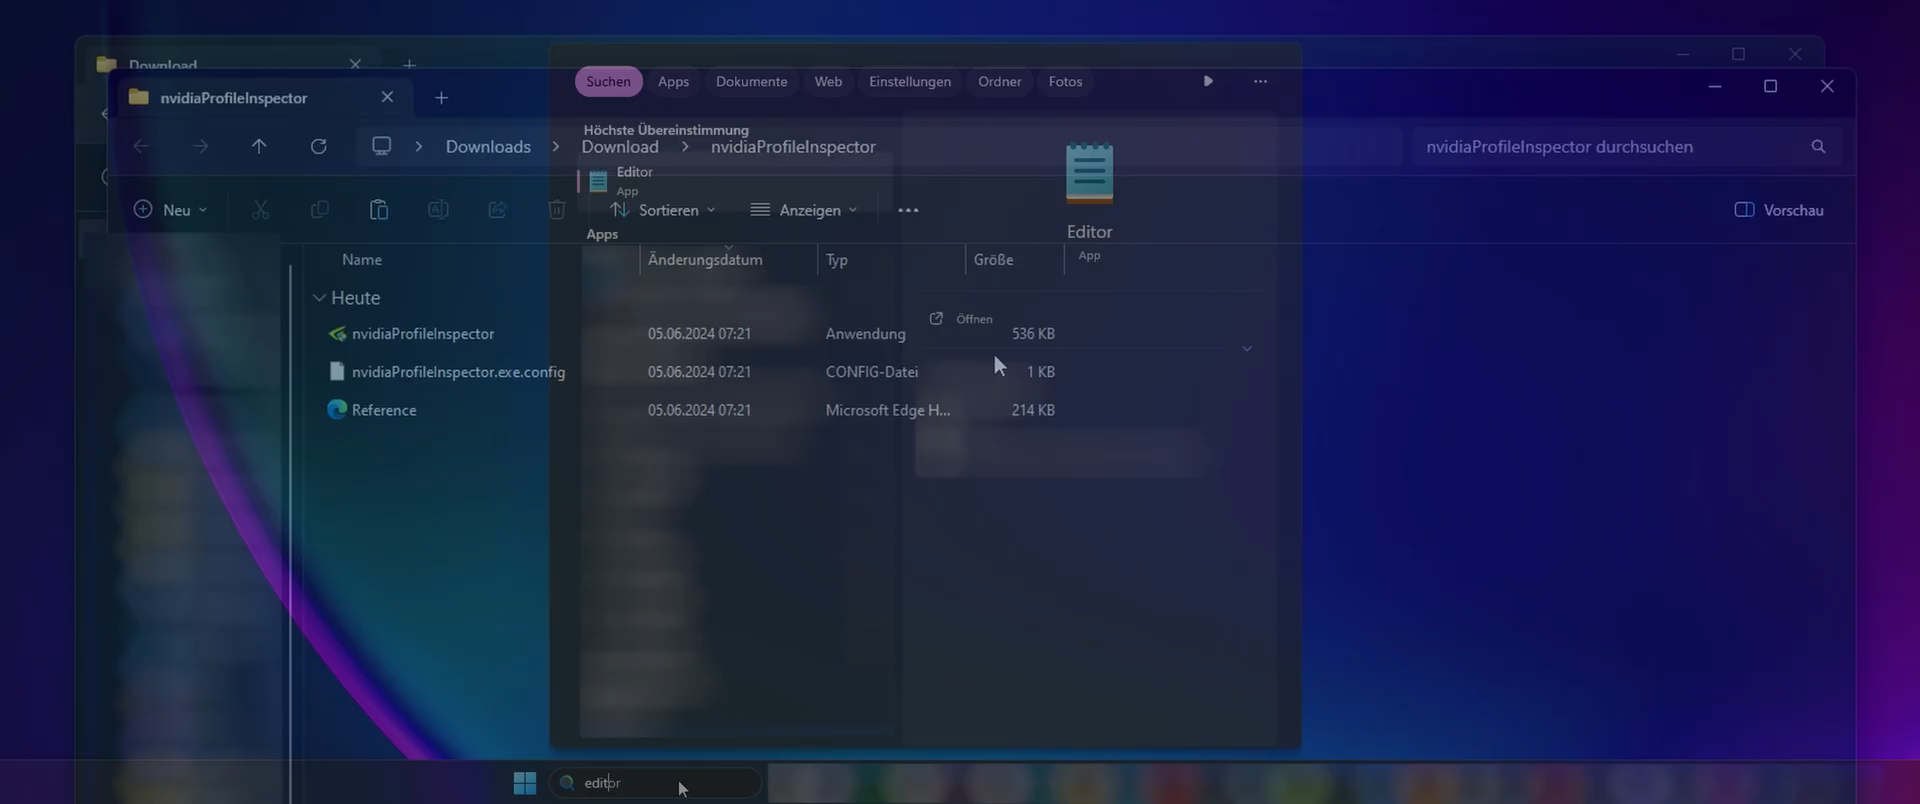 Download
Suchen Apps Dokumente Web Einstellungen Ordner Fotos
nvidiaProfileInspector
Höchste Übereinstimmung
Downloads Download nvidiaProfileInspector
nvidiaProfileInspector durchsuchen
Editor
App
Neu Sortieren Anzeigen Vorschau
Apps
Editor
App
Name Änderungsdatum Typ Größe
Heute
Öffnen
nvidiaProfileInspector 05.06.2024 07:21 Anwendung 536 KB
nvidiaProfileInspector.exe.config 05.06.2024 07:21 CONFIG-Datei 1 KB
Reference 05.06.2024 07:21 Microsoft Edge H... 214 KB
editor